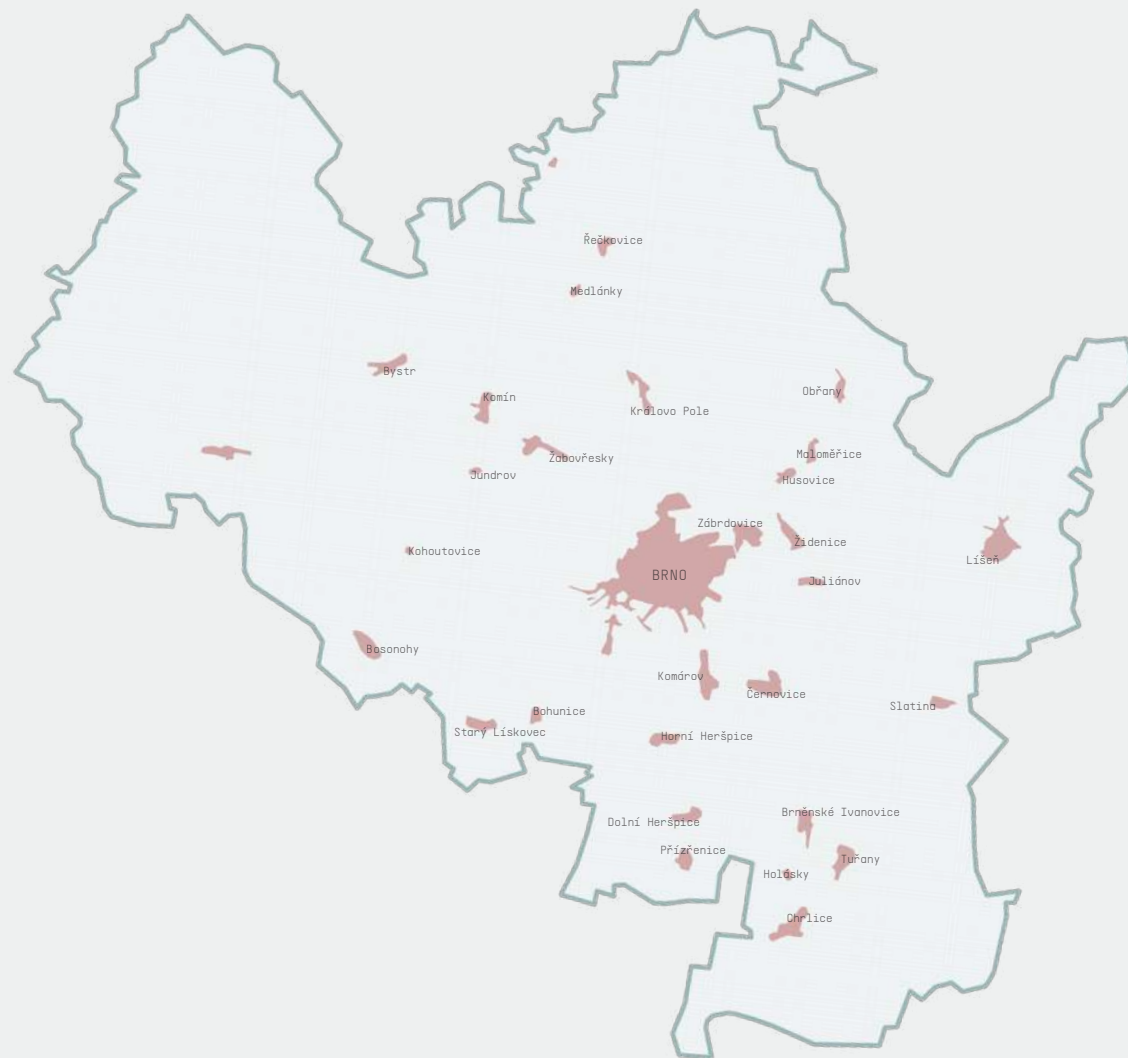 Řečkovice
Medlánky
Bystr
Obřany
Komín
Královo Pole
Maloměřice
Žabovřesky
Jundrov
Husovice
Zábrdovice
Židenice
Kohoutovice
Líšeň
BRNO
Juliánov
Bosonohy
Komárov
Černovice
Slatina
Bohunice
Starý Lískovec
Horní Heršpice
Brněnské Ivanovice
Dolní Heršpice
Přízřenice
Tuřany
Holásky
Chrlice